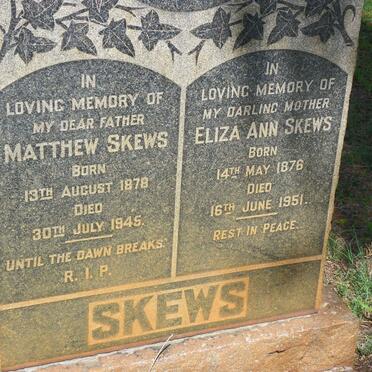 IN
LOVING MEMORY OF
MY DEAR FATHER
MATTHEW SKEWS
BORN
13TH AUGUST 1878
DIED
30TH JULY 1945.
UNTIL THE DAWN BREAKS.
R.I.P.
IN
LOVING MEMORY OF
MY DARLING MOTHER
ELIZA ANN SKEWS
BORN
14TH MAY 1876
DIED
16TH JUNE 1951.
REST IN PEACE.
SKEWS